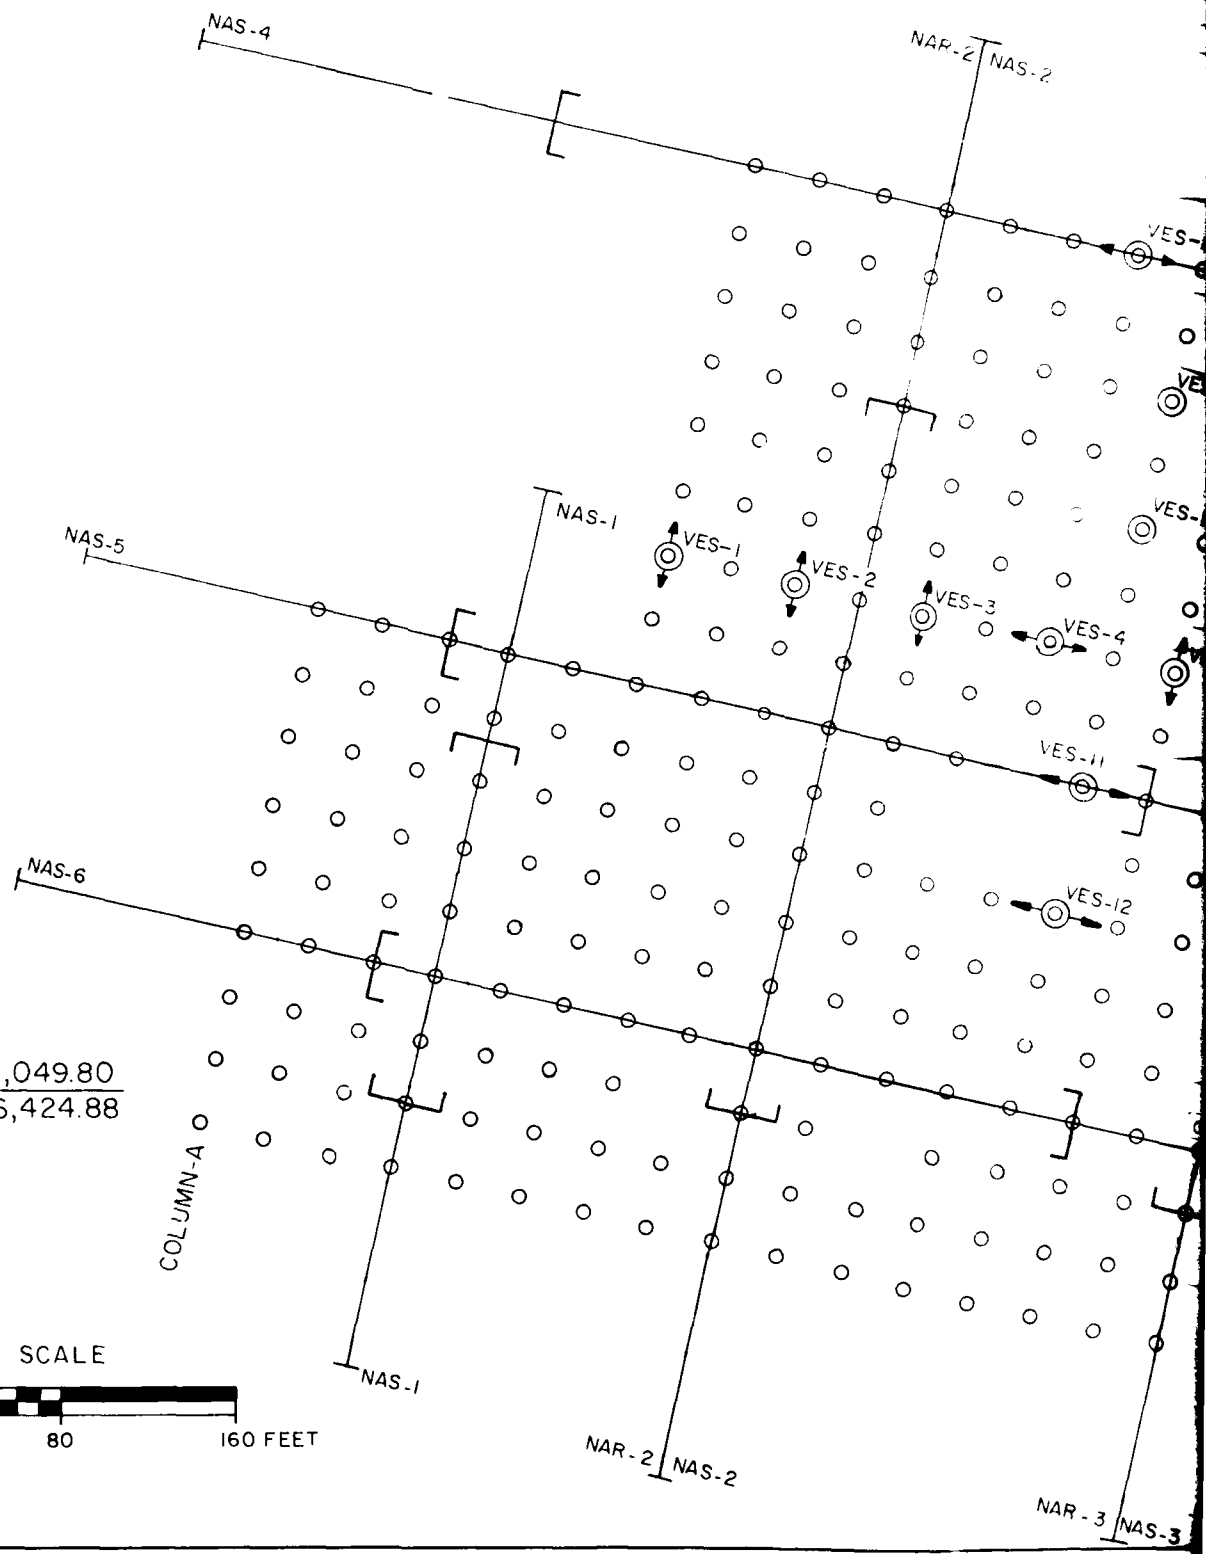 NAS-4
NAR-2 NAS-2
VES-
VE
NAS-1
VES-
NAS-5
VES-1
VES-2
VES-3
VES-4
VES-11
NAS-6
VES-12
,049.80
,424.88
COLUMN-A
SCALE
80 160 FEET
NAS-1
NAR-2 NAS-2
NAR-3 NAS-3